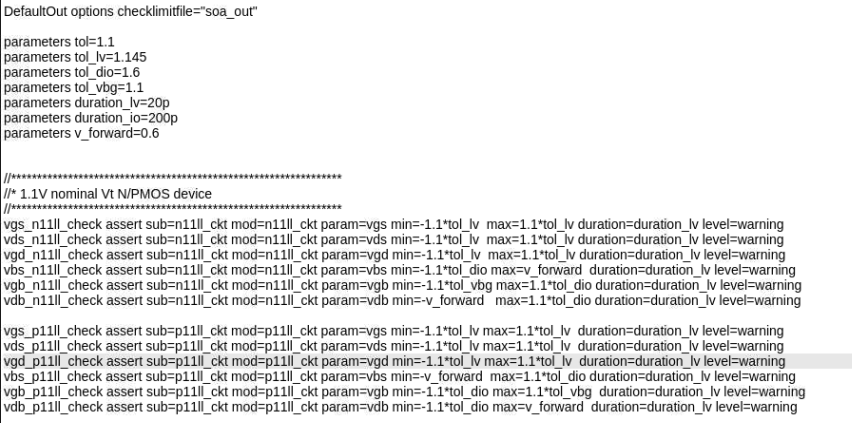 DefaultOut options checklimitfile="soa_out"
parameters tol=1.1
parameters tol_lv=1.145
parameters tol_dio=1.6
parameters tol_vbg=1.1
parameters duration_lv=20p
parameters duration_io=200p
parameters v_forward=0.6
//****************************************************************
//* 1.1V nominal Vt N/PMOS device
//****************************************************************
vgs_n11ll_check assert sub=n11ll_ckt mod=n11ll_ckt param=vgs min=-1.1*tol_lv  max=1.1*tol_lv duration=duration_lv level=warning
vds_n11ll_check assert sub=n11ll_ckt mod=n11ll_ckt param=vds min=-1.1*tol_lv  max=1.1*tol_lv duration=duration_lv level=warning
vgd_n11ll_check assert sub=n11ll_ckt mod=n11ll_ckt param=vgd min=-1.1*tol_lv  max=1.1*tol_lv  duration=duration_lv level=warning
vbs_n11ll_check assert sub=n11ll_ckt mod=n11ll_ckt param=vbs min=-1.1*tol_dio max=v_forward  duration=duration_lv level=warning
vgb_n11ll_check assert sub=n11ll_ckt mod=n11ll_ckt param=vgb min=-1.1*tol_vbg max=1.1*tol_dio duration=duration_lv level=warning
vdb_n11ll_check assert sub=n11ll_ckt mod=n11ll_ckt param=vdb min=-v_forward   max=1.1*tol_dio duration=duration_lv level=warning
vgs_p11ll_check assert sub=p11ll_ckt mod=p11ll_ckt param=vgs min=-1.1*tol_lv max=1.1*tol_lv  duration=duration_lv level=warning
vds_p11ll_check assert sub=p11ll_ckt mod=p11ll_ckt param=vds min=-1.1*tol_lv max=1.1*tol_lv  duration=duration_lv level=warning
vgd_p11ll_check assert sub=p11ll_ckt mod=p11ll_ckt param=vgd min=-1.1*tol_lv max=1.1*tol_lv  duration=duration_lv level=warning
vbs_p11ll_check assert sub=p11ll_ckt mod=p11ll_ckt param=vbs min=-v_forward  max=1.1*tol_dio duration=duration_lv level=warning
vgb_p11ll_check assert sub=p11ll_ckt mod=p11ll_ckt param=vgb min=-1.1*tol_dio max=1.1*tol_vbg  duration=duration_lv level=warning
vdb_p11ll_check assert sub=p11ll_ckt mod=p11ll_ckt param=vdb min=-1.1*tol_dio max=v_forward  duration=duration_lv level=warning